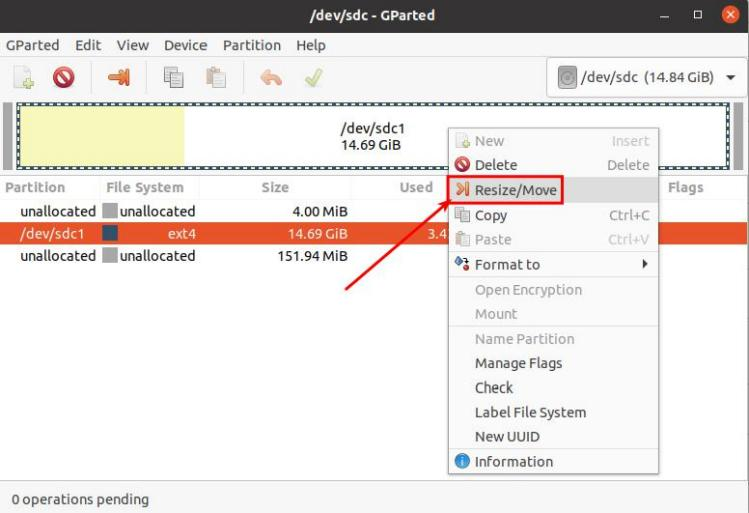 /dev/sdc - GParted
GParted Edit View Device Partition Help
/dev/sdc (14.84 GiB)
/dev/sdc1
14.69 GiB
Partition File System Size Used Flags
unallocated unallocated 4.00 MiB
/dev/sdc1 ext4 14.69 GiB 3.4
unallocated unallocated 151.94 MiB
New Insert
Delete Delete
Resize/Move
Copy Ctrl+C
Paste Ctrl+V
Format to
Open Encryption
Mount
Name Partition
Manage Flags
Check
Label File System
New UUID
Information
0 operations pending